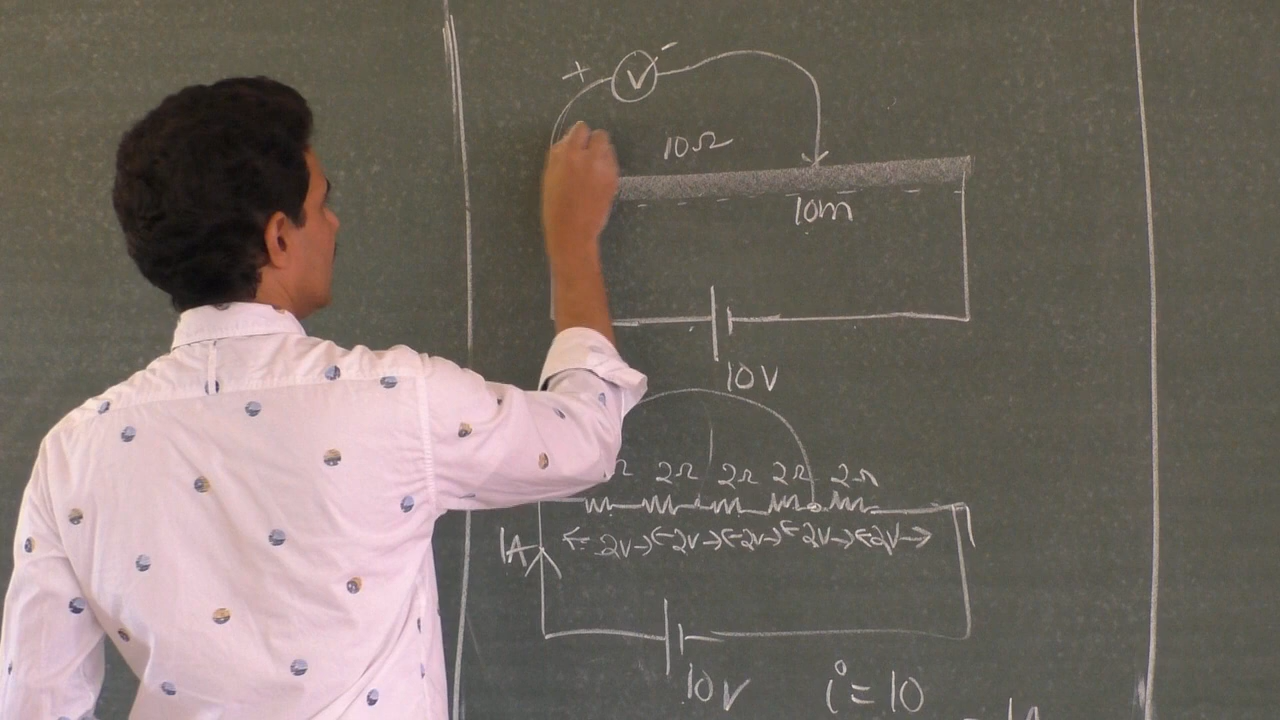 + V -
10Ω
10m
10V
Ω 2Ω 2Ω 2Ω 2Ω
1A ← 2V → ← 2V → ← 2V → ← 2V → ← 2V →
10V
i = 10